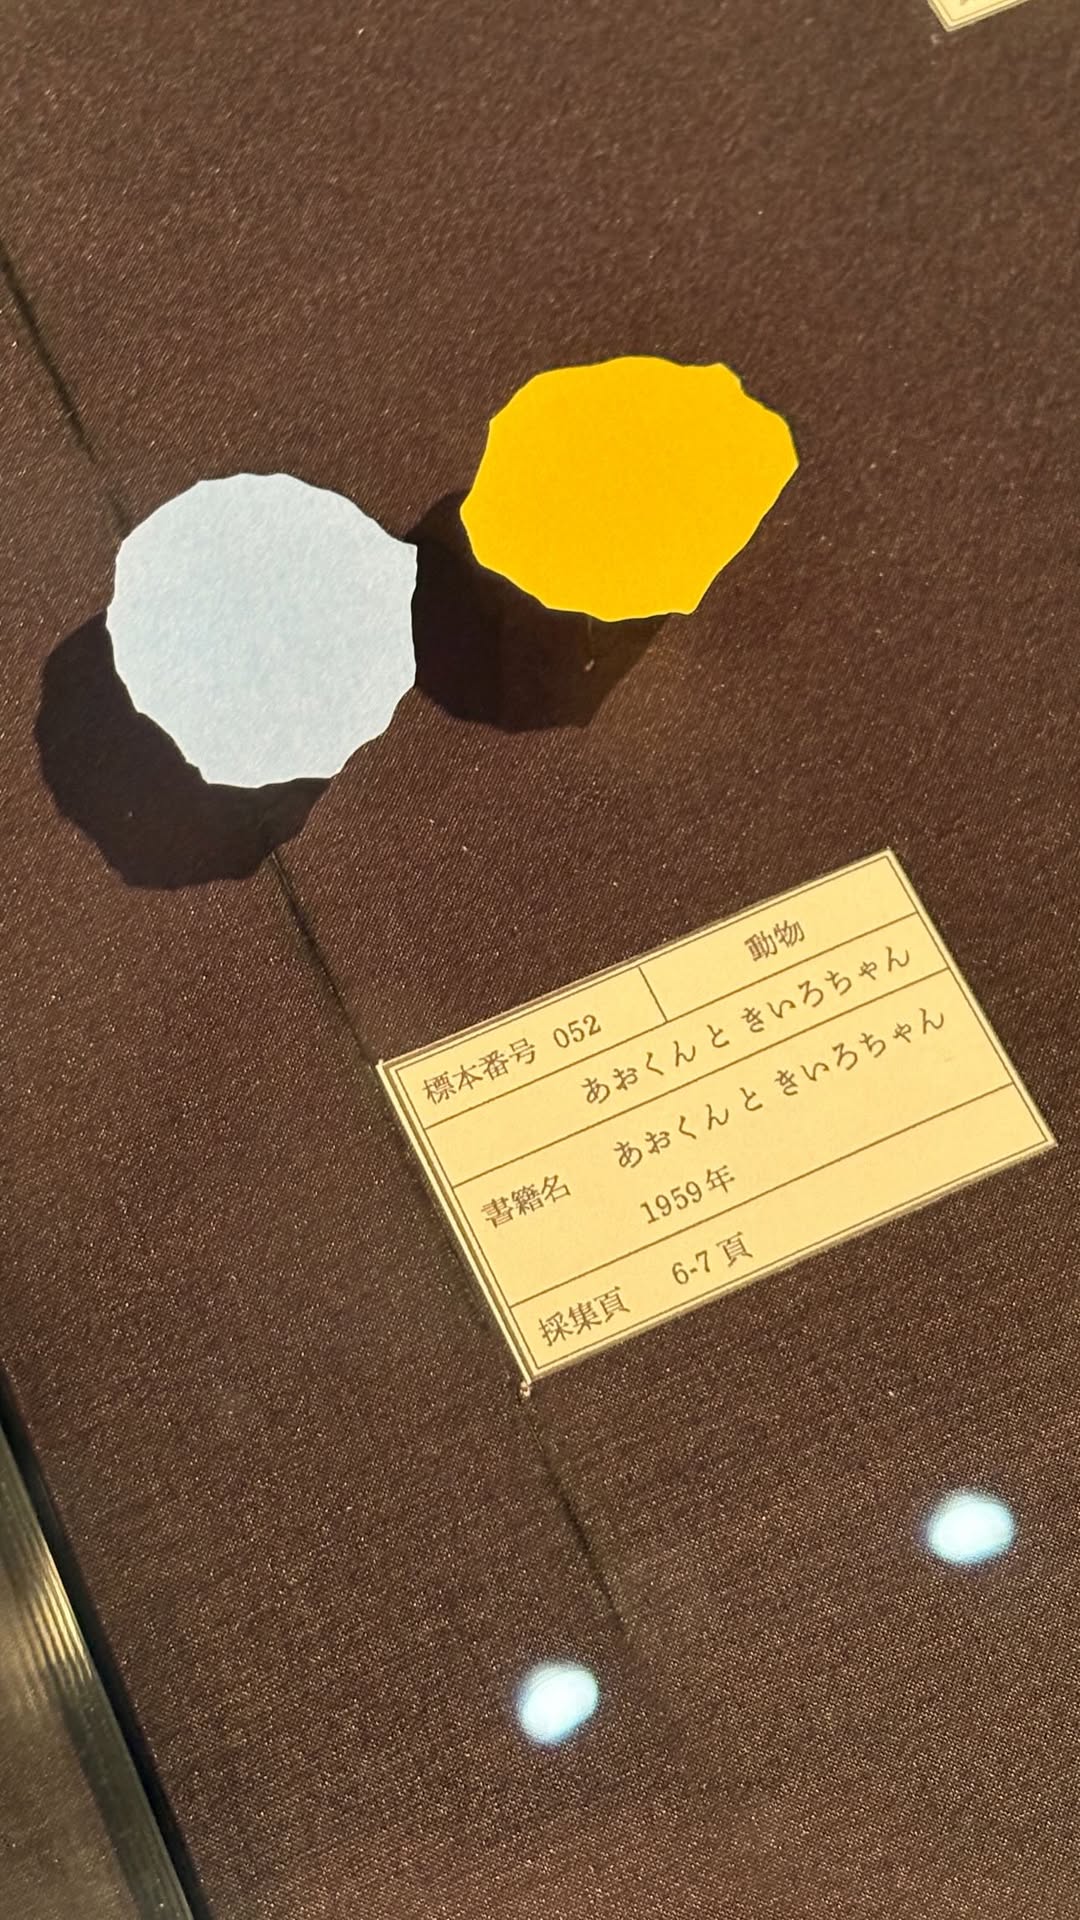 標本番号 052 動物
あおくん と きいろちゃん
書籍名 あおくん と きいろちゃん
1959年
採集頁 6-7 頁